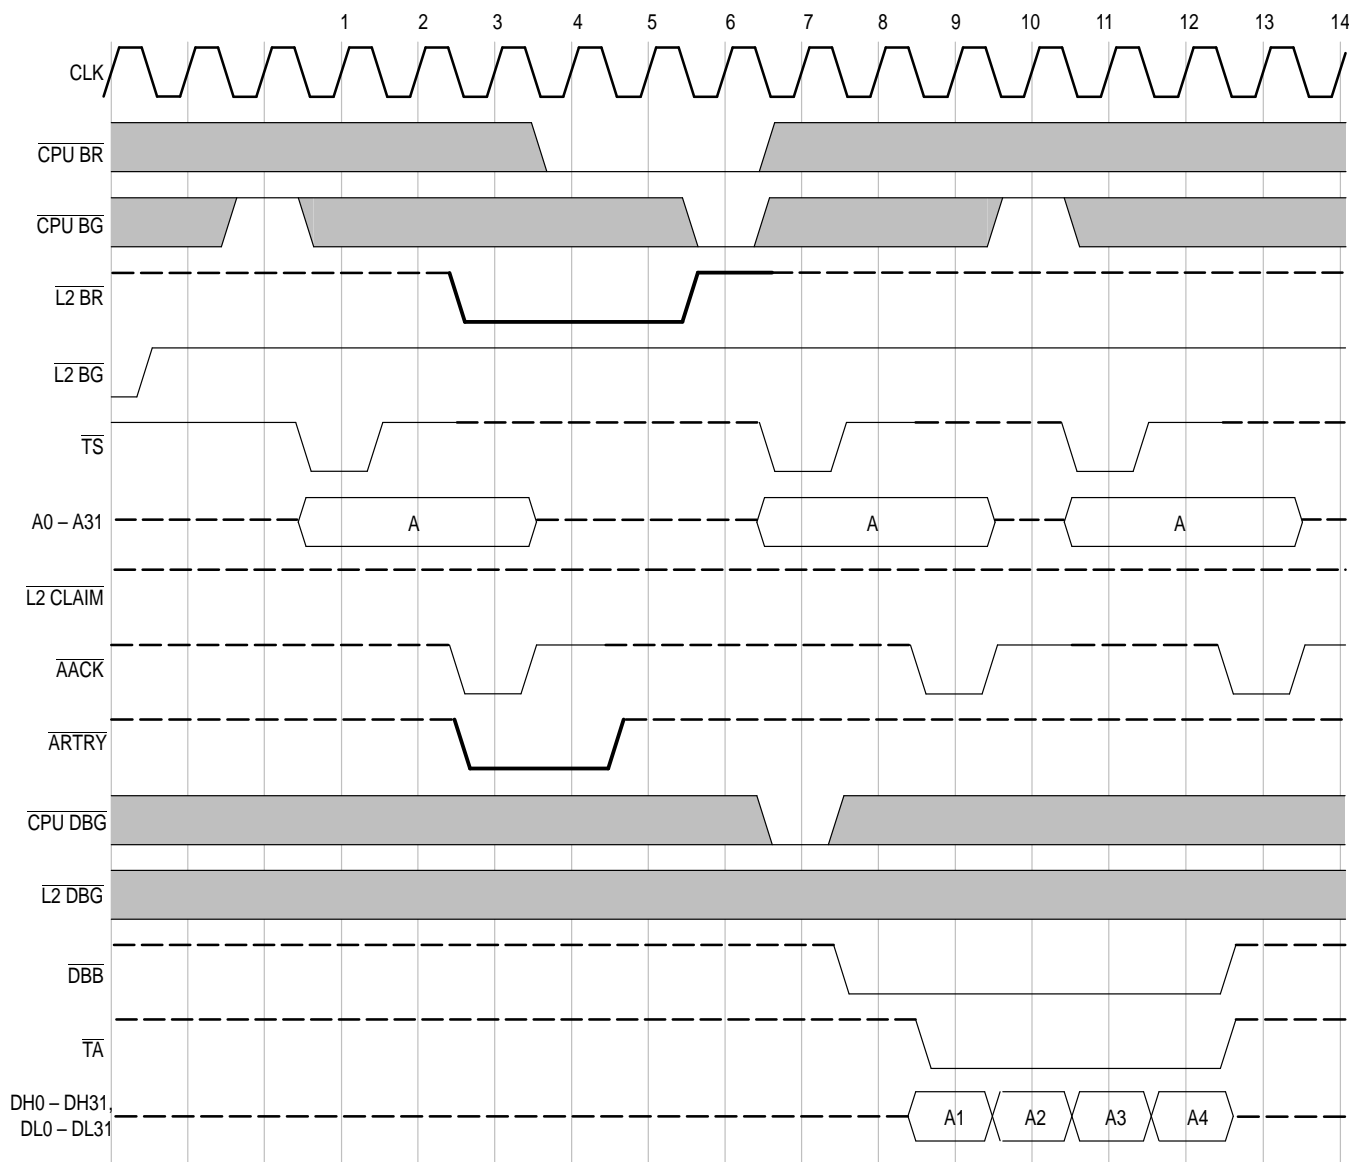 1 2 3 4 5 6 7 8 9 10 11 12 13 14
CLK
CPU BR
CPU BG
L2 BR
L2 BG
TS
A0 – A31 A A A
L2 CLAIM
AACK
ARTRY
CPU DBG
L2 DBG
DBB
TA
DH0 – DH31,
DL0 – DL31
A1 A2 A3 A4